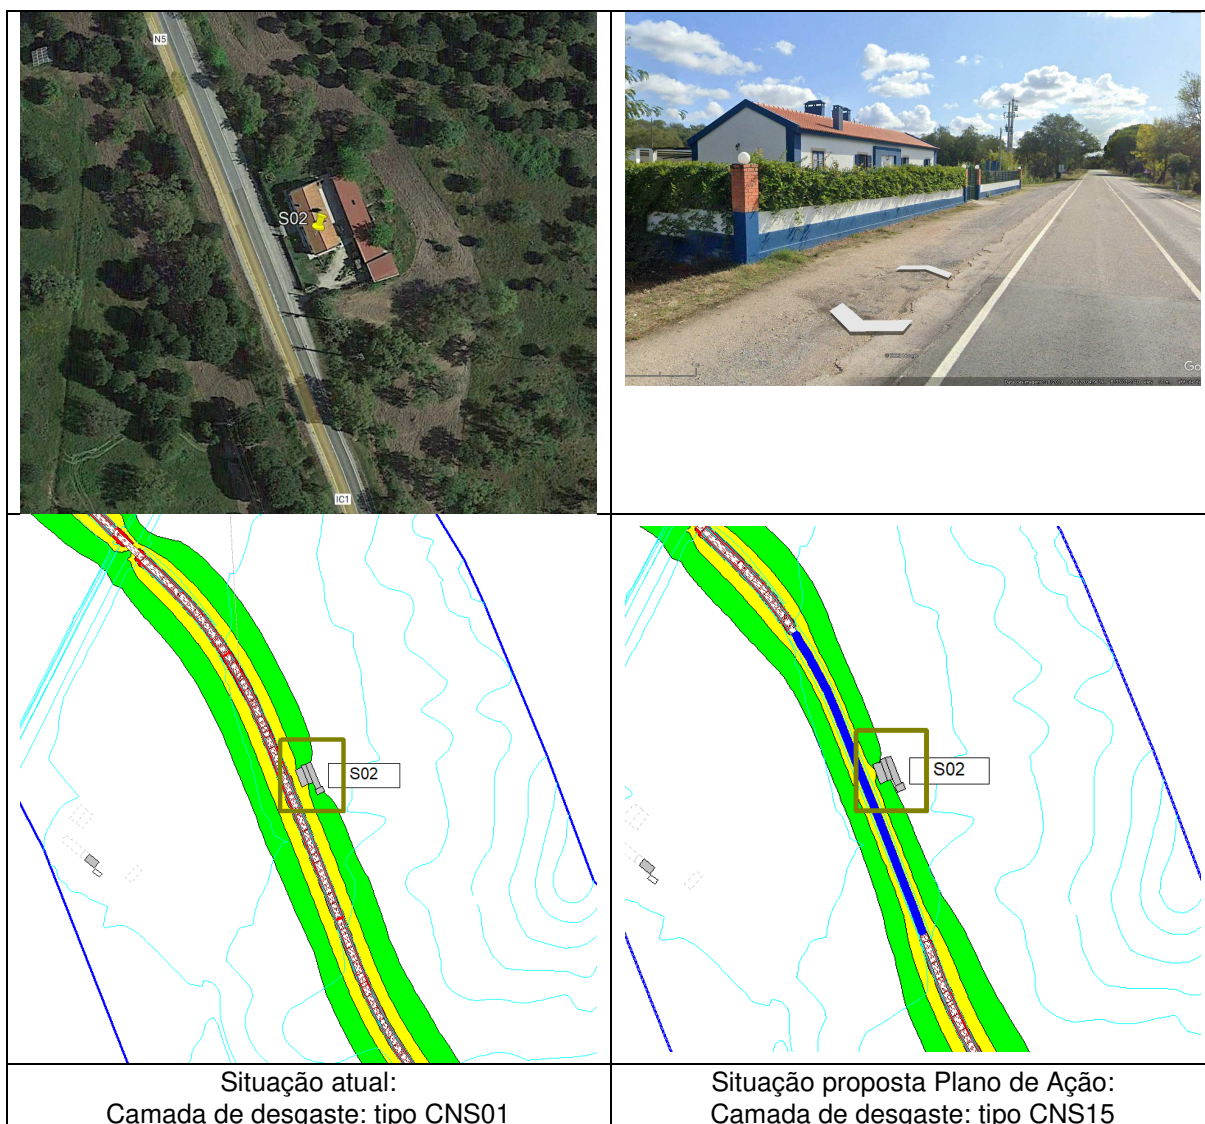 N5
S02
IC1
Go
S02
S02
Situação atual:
Camada de desgaste: tipo CNS01
Situação proposta Plano de Ação:
Camada de desgaste: tipo CNS15